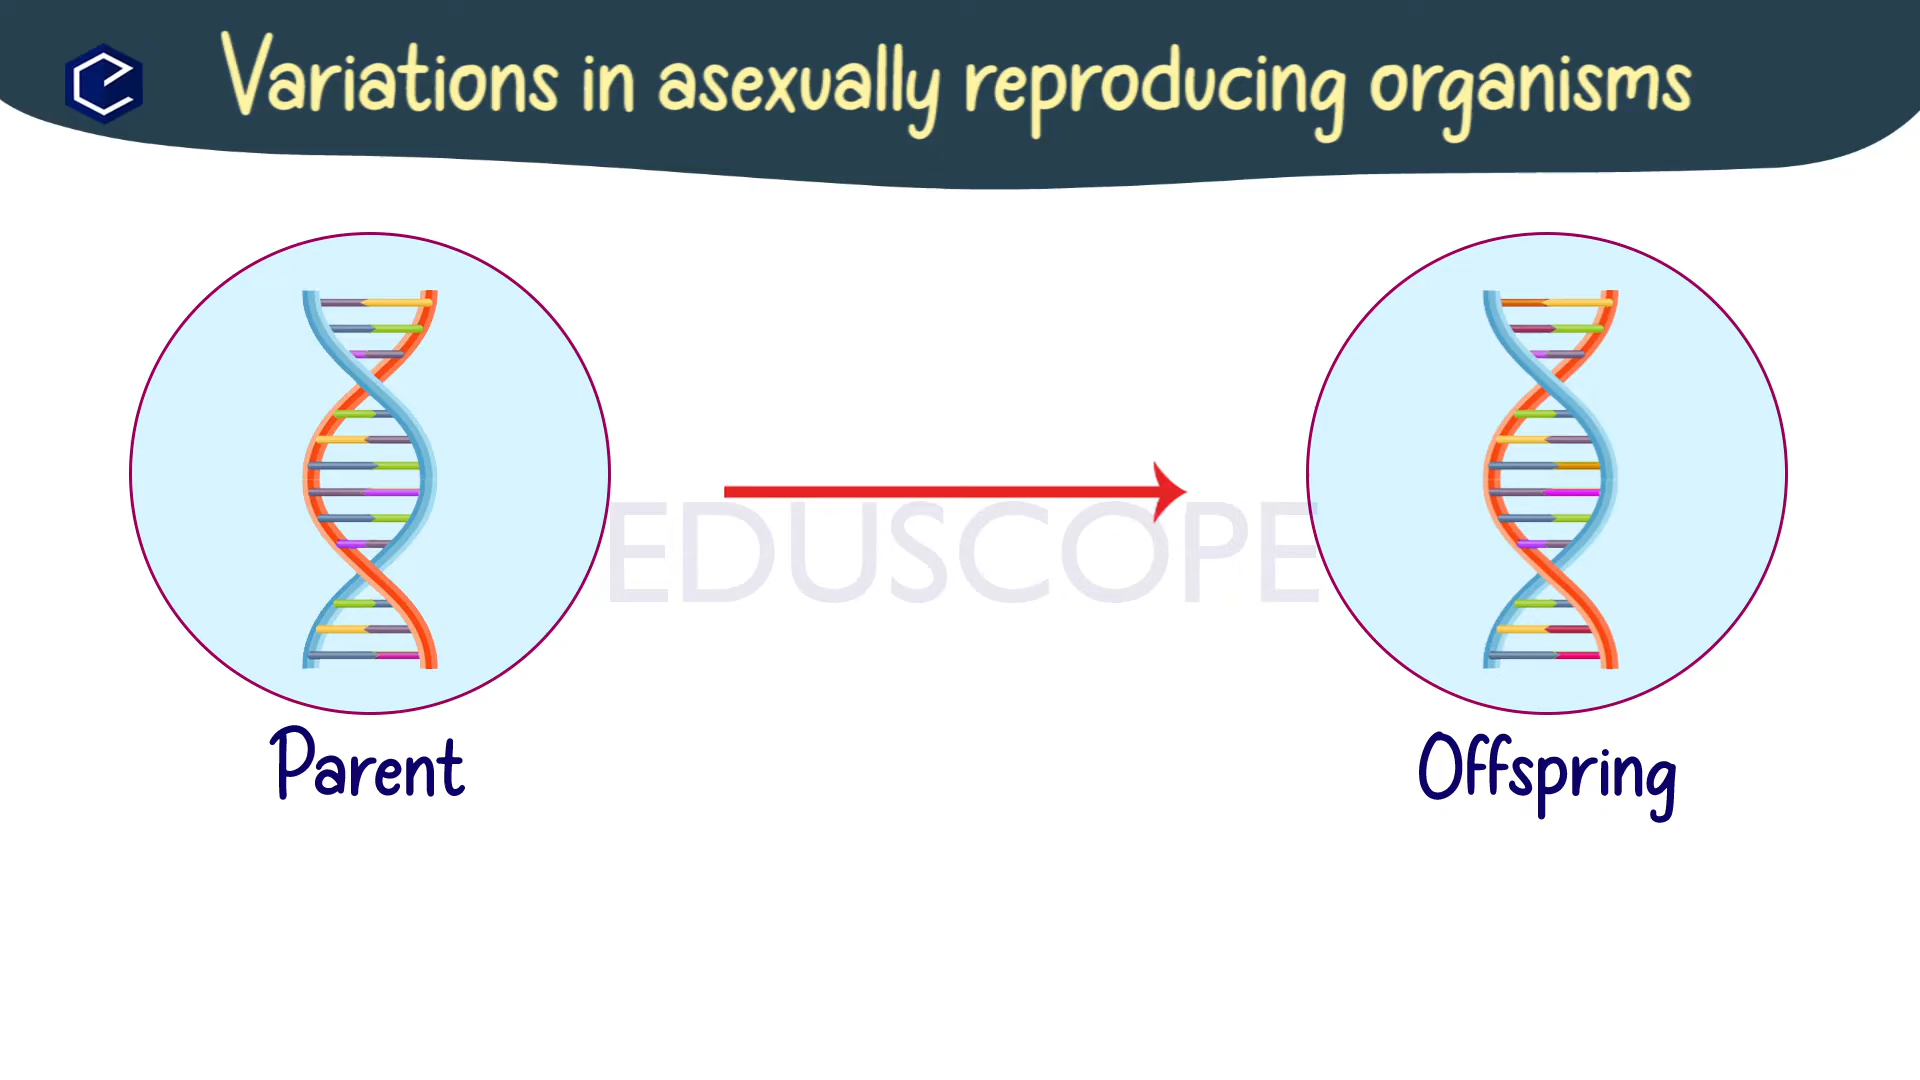 Variations in asexually reproducing organisms
EDUSCOPE
Parent
Offspring